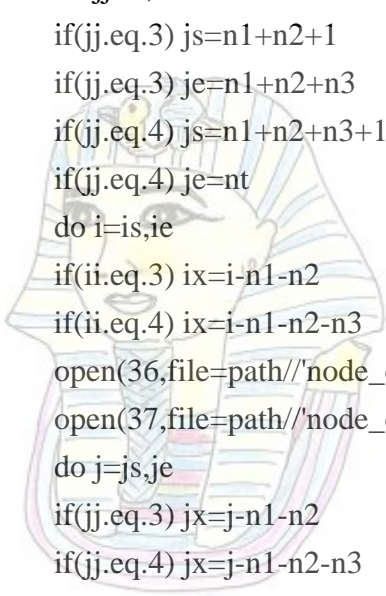 if(jj.eq.3) js=n1+n2+1
if(jj.eq.3) je=n1+n2+n3
if(jj.eq.4) js=n1+n2+n3+1
if(jj.eq.4) je=nt
do i=is,ie
if(ii.eq.3) ix=i-n1-n2
if(ii.eq.4) ix=i-n1-n2-n3
open(36,file=path//'node_
open(37,file=path//'node_
do j=js,je
if(jj.eq.3) jx=j-n1-n2
if(jj.eq.4) jx=j-n1-n2-n3